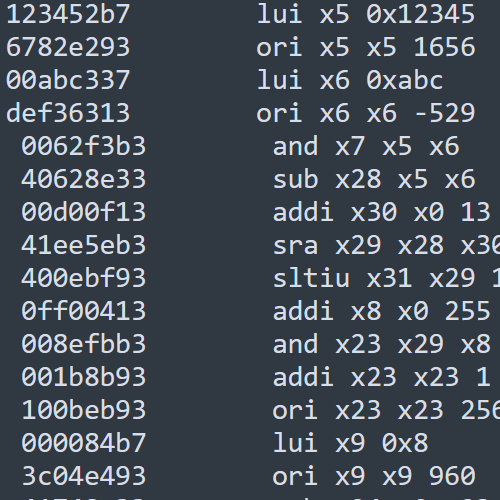 123452b7 lui x5 0x12345
6782e293 ori x5 x5 1656
00abc337 lui x6 0xabc
def36313 ori x6 x6 -529
0062f3b3 and x7 x5 x6
40628e33 sub x28 x5 x6
00d00f13 addi x30 x0 13
41ee5eb3 sra x29 x28 x30
400ebf93 sltiu x31 x29 1
0ff00413 addi x8 x0 255
008efbb3 and x23 x29 x8
001b8b93 addi x23 x23 1
100beb93 ori x23 x23 256
000084b7 lui x9 0x8
3c04e493 ori x9 x9 960